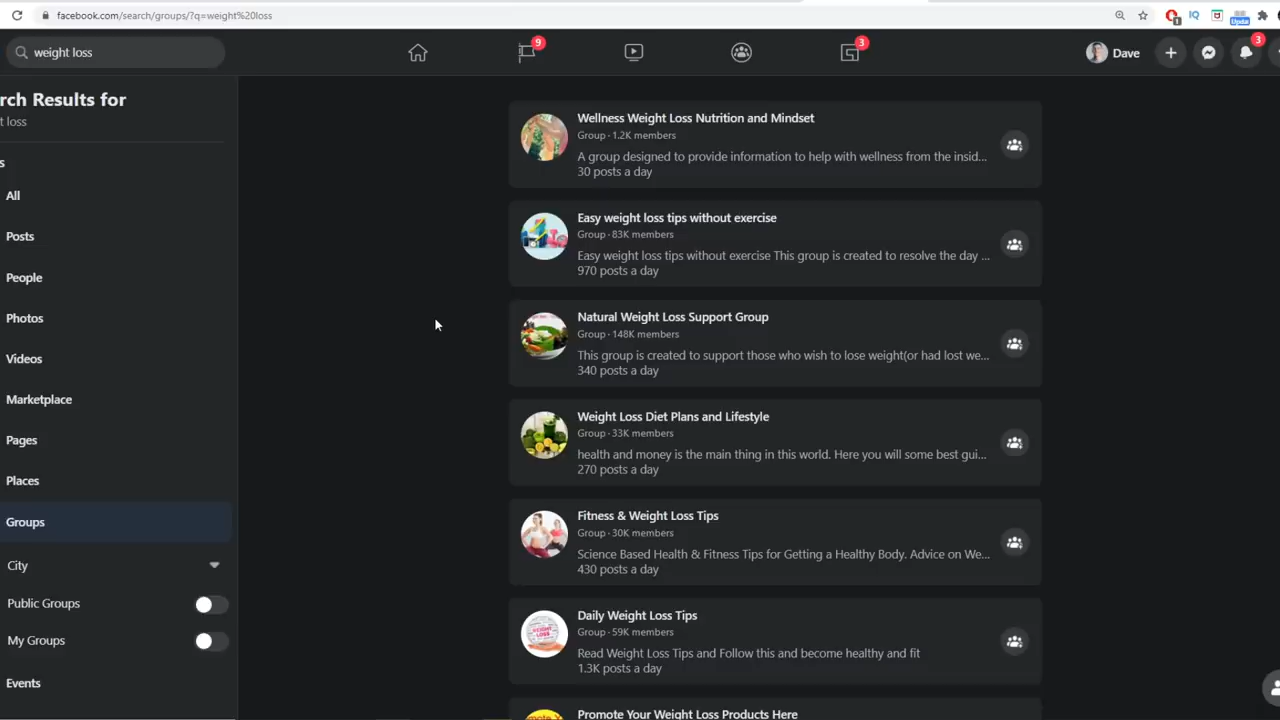 facebook.com/search/groups/?q=weight%20loss
1
IQ
Update
weight loss
9
3
Dave
3
rch Results for
t loss
s
All
Posts
People
Photos
Videos
Marketplace
Pages
Places
Groups
City
Public Groups
My Groups
Events
Wellness Weight Loss Nutrition and Mindset
Group · 1.2K members
A group designed to provide information to help with wellness from the insid...
30 posts a day
Easy weight loss tips without exercise
Group · 83K members
Easy weight loss tips without exercise This group is created to resolve the day ...
970 posts a day
Natural Weight Loss Support Group
Group · 148K members
This group is created to support those who wish to lose weight(or had lost we...
340 posts a day
Weight Loss Diet Plans and Lifestyle
Group · 33K members
health and money is the main thing in this world. Here you will some best gui...
270 posts a day
Fitness & Weight Loss Tips
Group · 30K members
Science Based Health & Fitness Tips for Getting a Healthy Body. Advice on We...
430 posts a day
WEIGHT
LOSS
Daily Weight Loss Tips
Group · 59K members
Read Weight Loss Tips and Follow this and become healthy and fit
1.3K posts a day
Promote Your Weight Loss Products Here